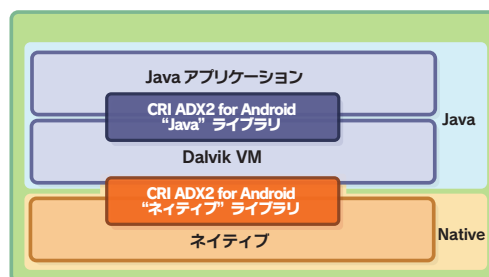 Java アプリケーション
CRI ADX2 for Android
“Java” ライブラリ
Java
Dalvik VM
CRI ADX2 for Android
“ネイティブ” ライブラリ
ネイティブ
Native